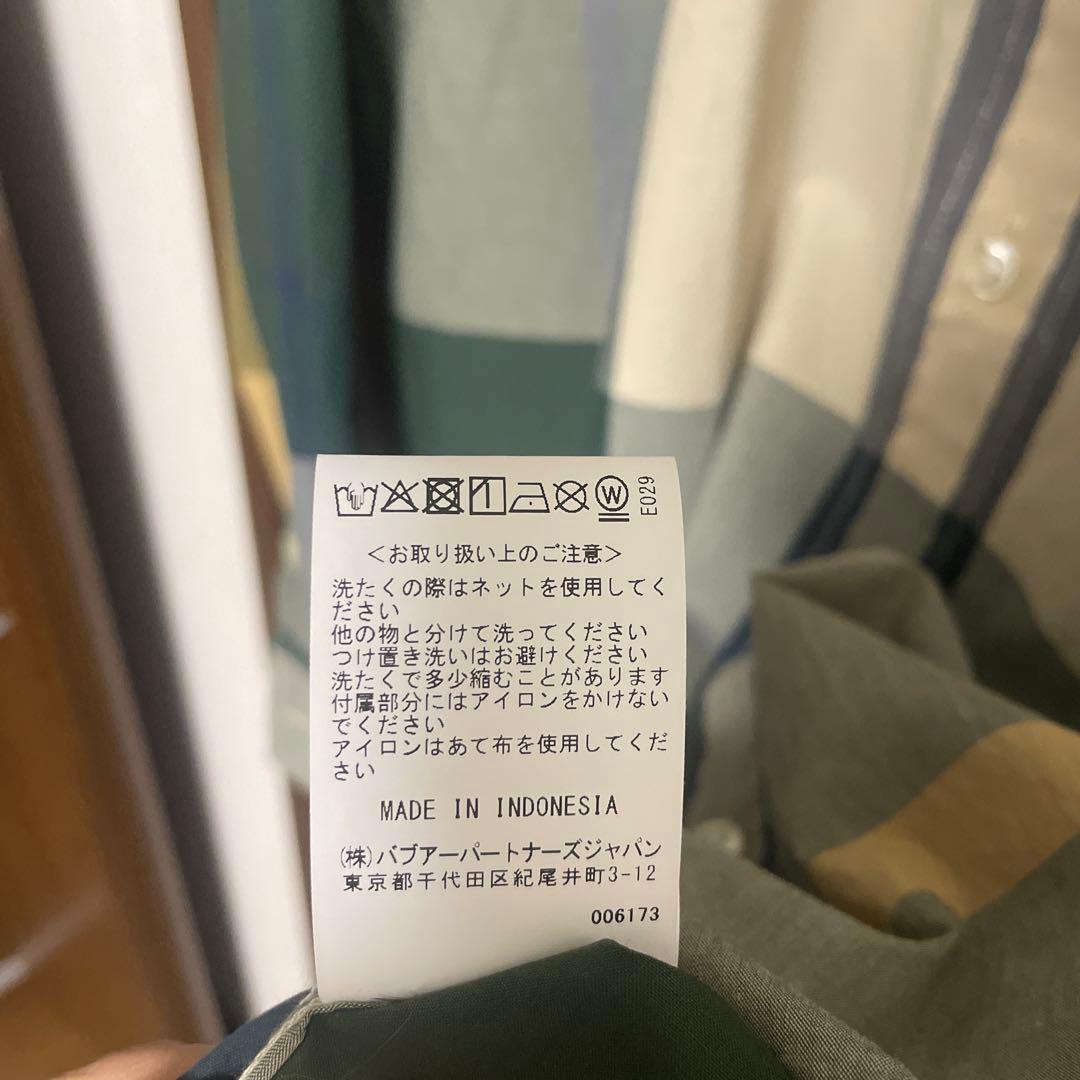 W E029
<お取り扱い上のご注意>
洗たくの際はネットを使用してく
ださい
他の物と分けて洗ってください
つけ置き洗いはお避けください
洗たくで多少縮むことがあります
付属部分にはアイロンをかけない
でください
アイロンはあて布を使用してくだ
さい
MADE IN INDONESIA
(株)バブアーパートナーズジャパン
東京都千代田区紀尾井町3-12
006173